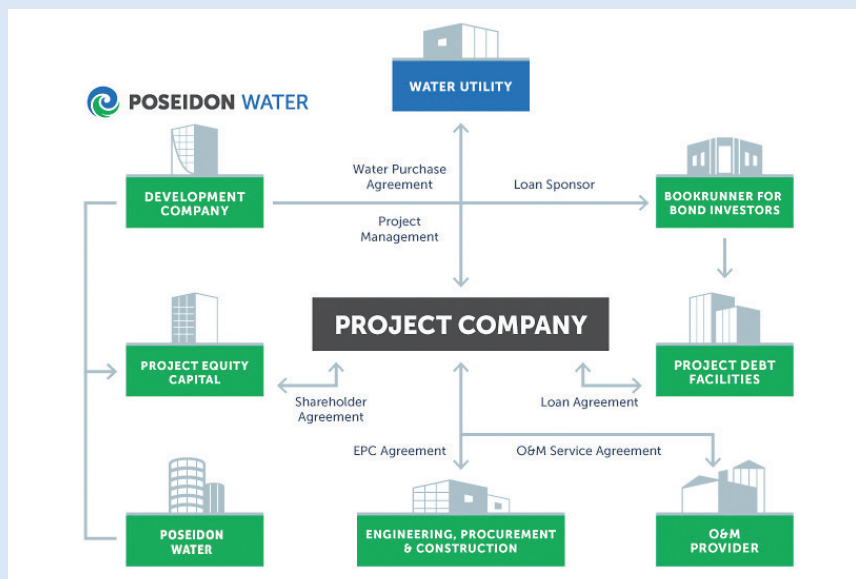 WATER UTILITY
POSEIDON WATER
DEVELOPMENT
COMPANY
Water Purchase
Agreement
Loan Sponsor
BOOKRUNNER FOR
BOND INVESTORS
Project
Management
PROJECT COMPANY
PROJECT EQUITY
CAPITAL
Shareholder
Agreement
Loan Agreement
PROJECT DEBT
FACILITIES
EPC Agreement
O&M Service Agreement
POSEIDON
WATER
ENGINEERING, PROCUREMENT
& CONSTRUCTION
O&M
PROVIDER